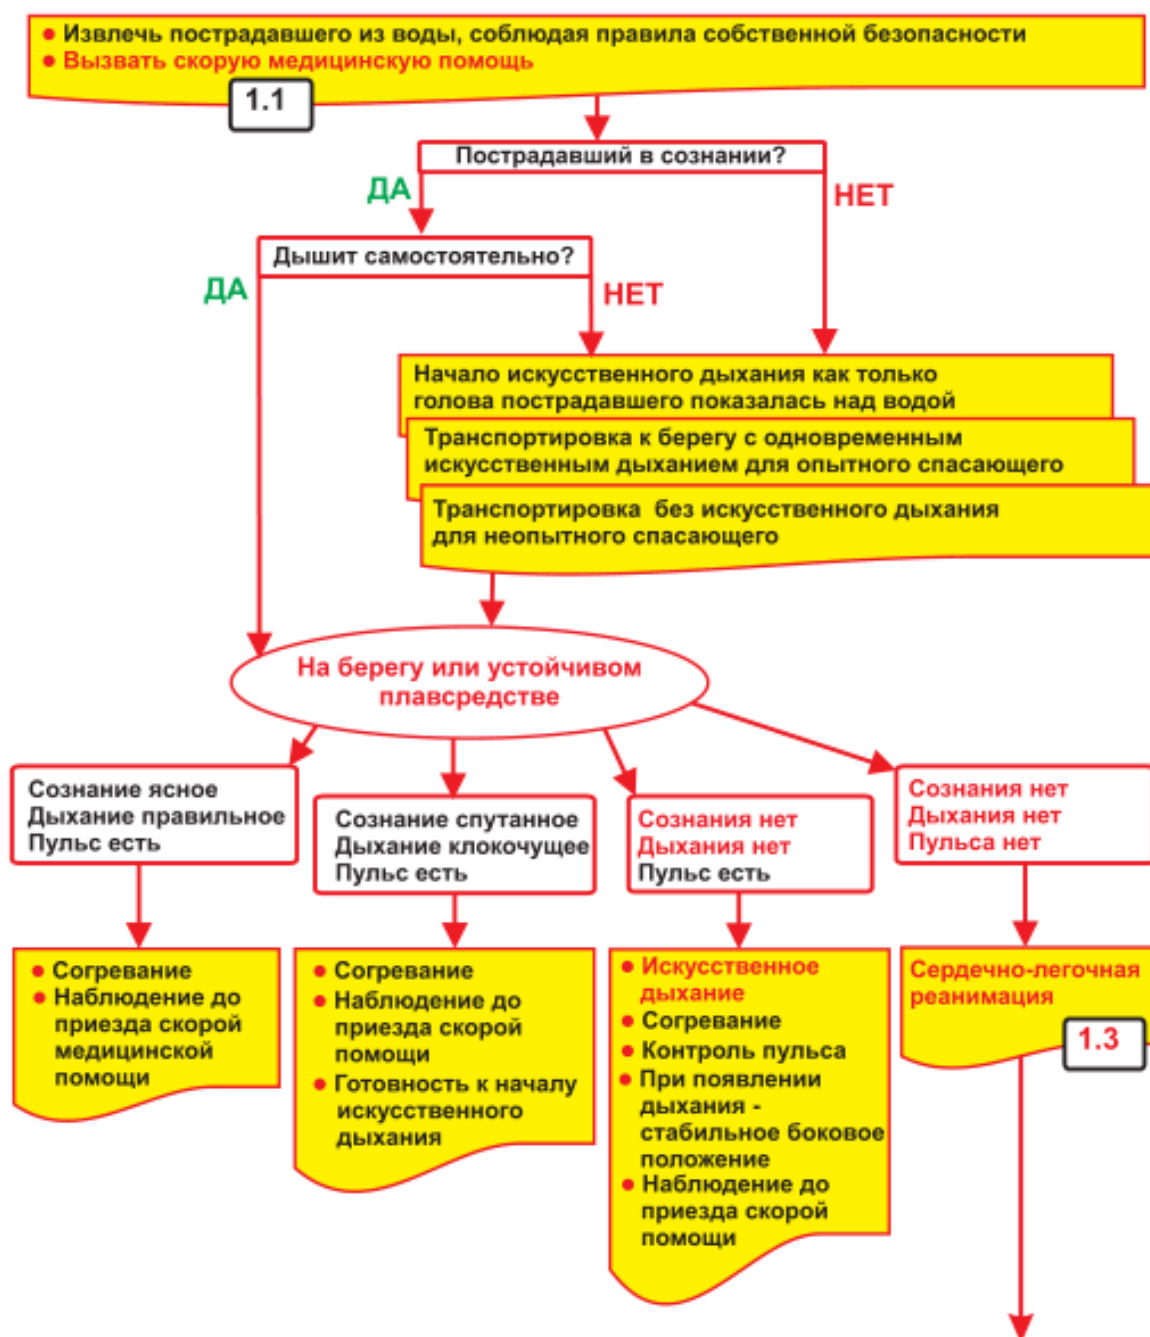 ● Извлечь пострадавшего из воды, соблюдая правила собственной безопасности
● Вызвать скорую медицинскую помощь
1.1
Пострадавший в сознании?
ДА
НЕТ
Дышит самостоятельно?
ДА
НЕТ
Начало искусственного дыхания как только
голова пострадавшего показалась над водой
Транспортировка к берегу с одновременным
искусственным дыханием для опытного спасающего
Транспортировка без искусственного дыхания
для неопытного спасающего
На берегу или устойчивом
плавсредстве
Сознание ясное
Дыхание правильное
Пульс есть
Сознание спутанное
Дыхание клокочущее
Пульс есть
Сознания нет
Дыхания нет
Пульс есть
Сознания нет
Дыхания нет
Пульса нет
● Согревание
● Наблюдение до
приезда скорой
медицинской
помощи
● Согревание
● Наблюдение до
приезда скорой
помощи
● Готовность к началу
искусственного
дыхания
● Искусственное
дыхание
● Согревание
● Контроль пульса
● При появлении
дыхания -
стабильное боковое
положение
● Наблюдение до
приезда скорой
помощи
Сердечно-легочная
реанимация
1.3